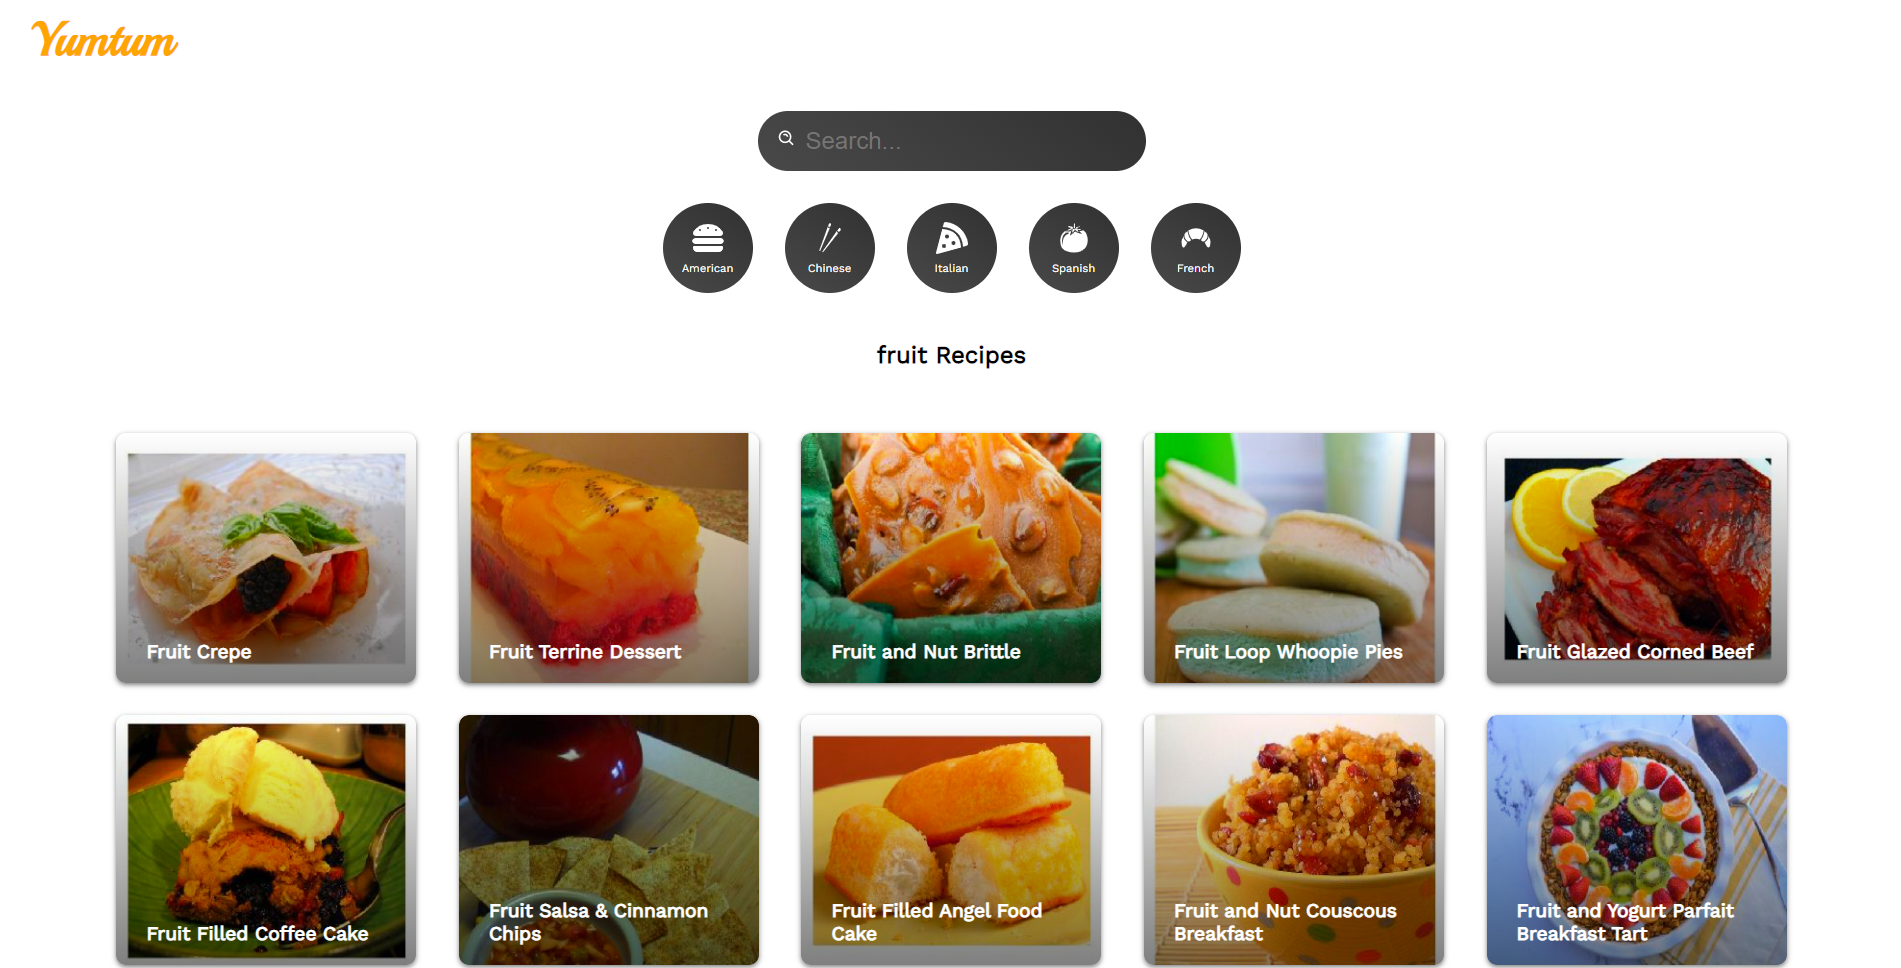 Yumtum
Search...
American
Chinese
Italian
Spanish
French
fruit Recipes
Fruit Crepe
Fruit Terrine Dessert
Fruit and Nut Brittle
Fruit Loop Whoopie Pies
Fruit Glazed Corned Beef
Fruit Filled Coffee Cake
Fruit Salsa & Cinnamon
Chips
Fruit Filled Angel Food
Cake
Fruit and Nut Couscous
Breakfast
Fruit and Yogurt Parfait
Breakfast Tart